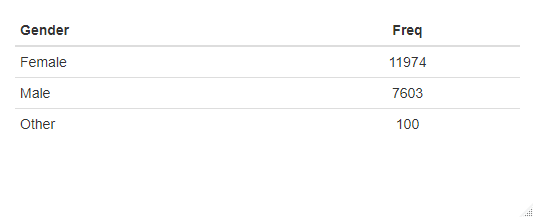 Gender Freq
Female 11974
Male 7603
Other 100